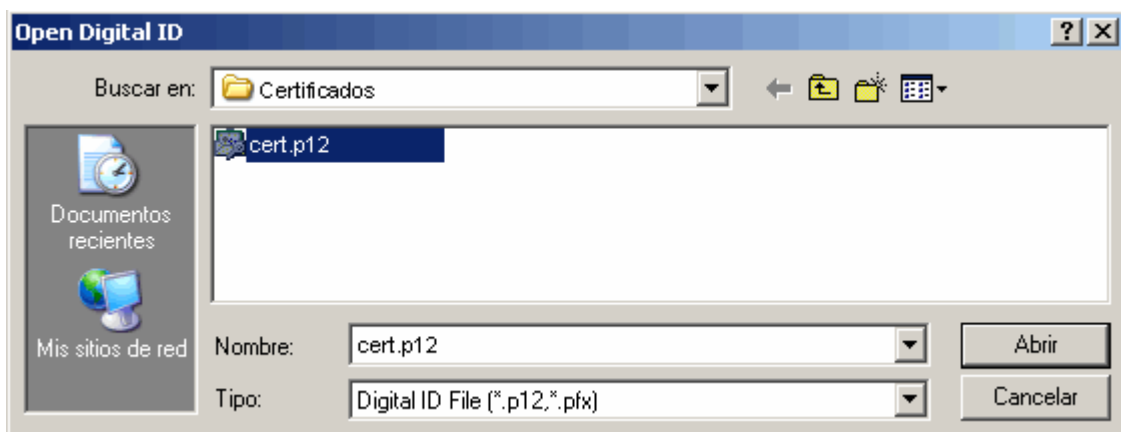 Open Digital ID
Buscar en:
Certificados
cert.p12
Documentos
recientes
Mis sitios de red
Nombre:
cert.p12
Abrir
Tipo:
Digital ID File (*.p12,*.pfx)
Cancelar